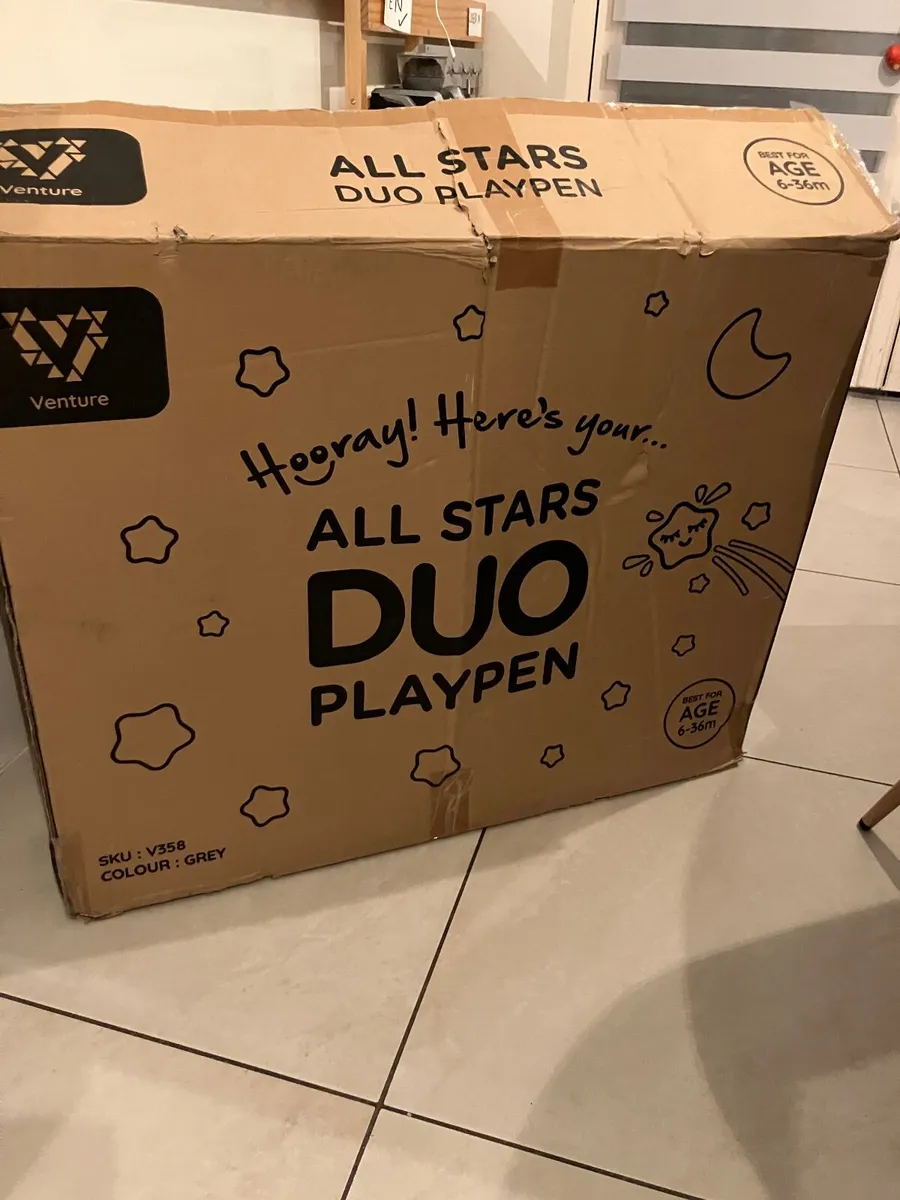 EN
Venture
ALL STARS
DUO PLAYPEN
BEST FOR
AGE
6-36m
Venture
Hooray! Here's your...
ALL STARS
DUO
PLAYPEN
BEST FOR
AGE
6-36m
SKU : V358
COLOUR : GREY